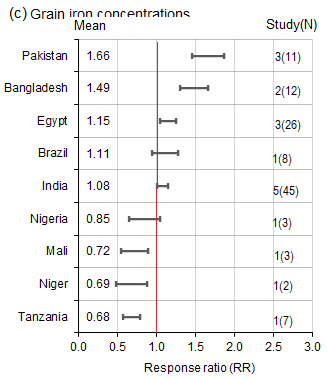 (c) Grain iron concentrations
Mean Study(N)
Pakistan 1.66 3(11)
Bangladesh 1.49 2(12)
Egypt 1.15 3(26)
Brazil 1.11 1(8)
India 1.08 5(45)
Nigeria 0.85 1(3)
Mali 0.72 1(3)
Niger 0.69 1(2)
Tanzania 0.68 1(7)
0.0 0.5 1.0 1.5 2.0 2.5 3.0
Response ratio (RR)